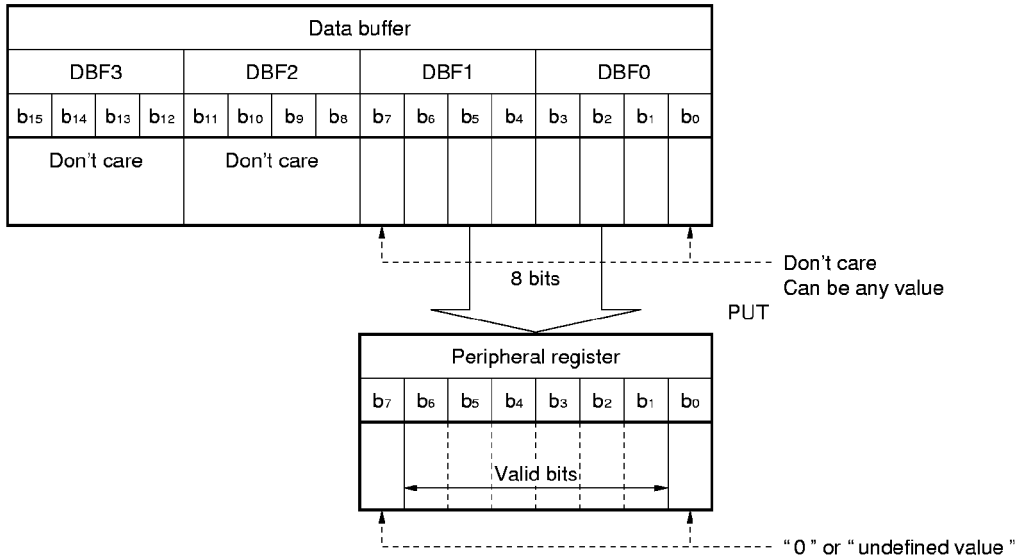 Data buffer
DBF3 DBF2 DBF1 DBF0
b15 b14 b13 b12 b11 b10 b9 b8 b7 b6 b5 b4 b3 b2 b1 b0
Don't care Don't care
8 bits
Don't care
Can be any value
PUT
Peripheral register
b7 b6 b5 b4 b3 b2 b1 b0
Valid bits
“ 0 ” or “ undefined value ”